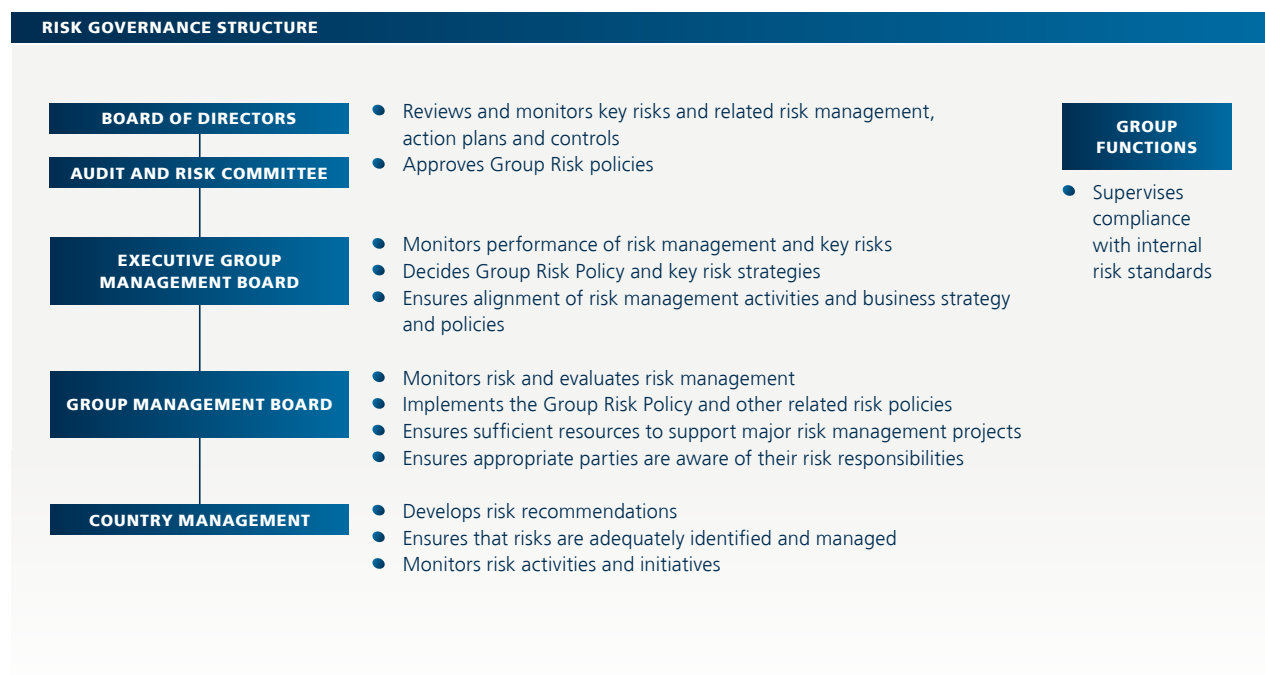 RISK GOVERNANCE STRUCTURE
BOARD OF DIRECTORS
AUDIT AND RISK COMMITTEE
Reviews and monitors key risks and related risk management,
action plans and controls
Approves Group Risk policies
EXECUTIVE GROUP
MANAGEMENT BOARD
Monitors performance of risk management and key risks
Decides Group Risk Policy and key risk strategies
Ensures alignment of risk management activities and business strategy
and policies
GROUP MANAGEMENT BOARD
Monitors risk and evaluates risk management
Implements the Group Risk Policy and other related risk policies
Ensures sufficient resources to support major risk management projects
Ensures appropriate parties are aware of their risk responsibilities
COUNTRY MANAGEMENT
Develops risk recommendations
Ensures that risks are adequately identified and managed
Monitors risk activities and initiatives
GROUP
FUNCTIONS
Supervises
compliance
with internal
risk standards